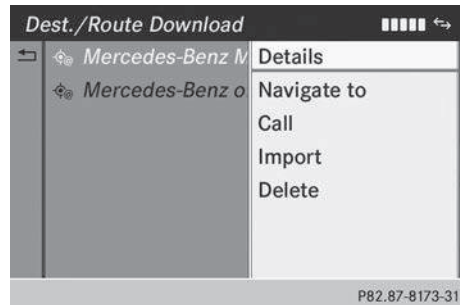 Dest./Route Download
Mercedes-Benz M
Mercedes-Benz o
Details
Navigate to
Call
Import
Delete
P82.87-8173-31